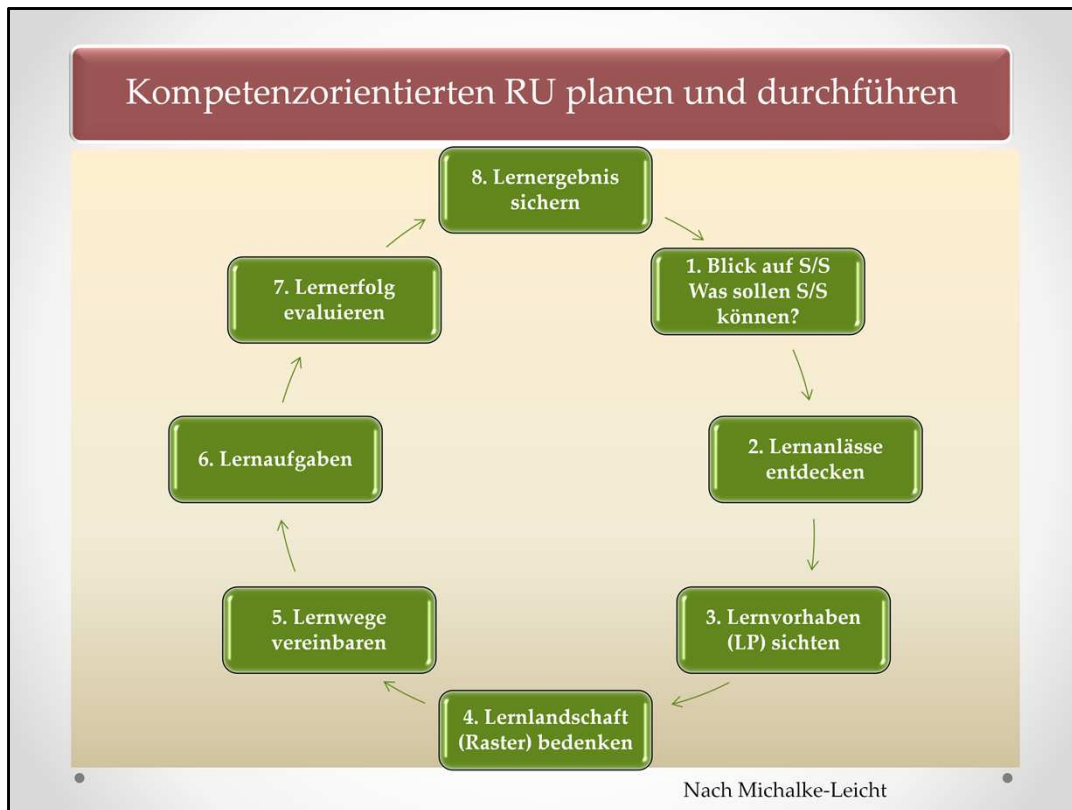 Kompetenzorientierten RU planen und durchführen
8. Lernergebnis
sichern
1. Blick auf S/S
Was sollen S/S
können?
2. Lernanlässe
entdecken
3. Lernvorhaben
(LP) sichten
4. Lernlandschaft
(Raster) bedenken
5. Lernwege
vereinbaren
6. Lernaufgaben
7. Lernerfolg
evaluieren
Nach Michalke-Leicht